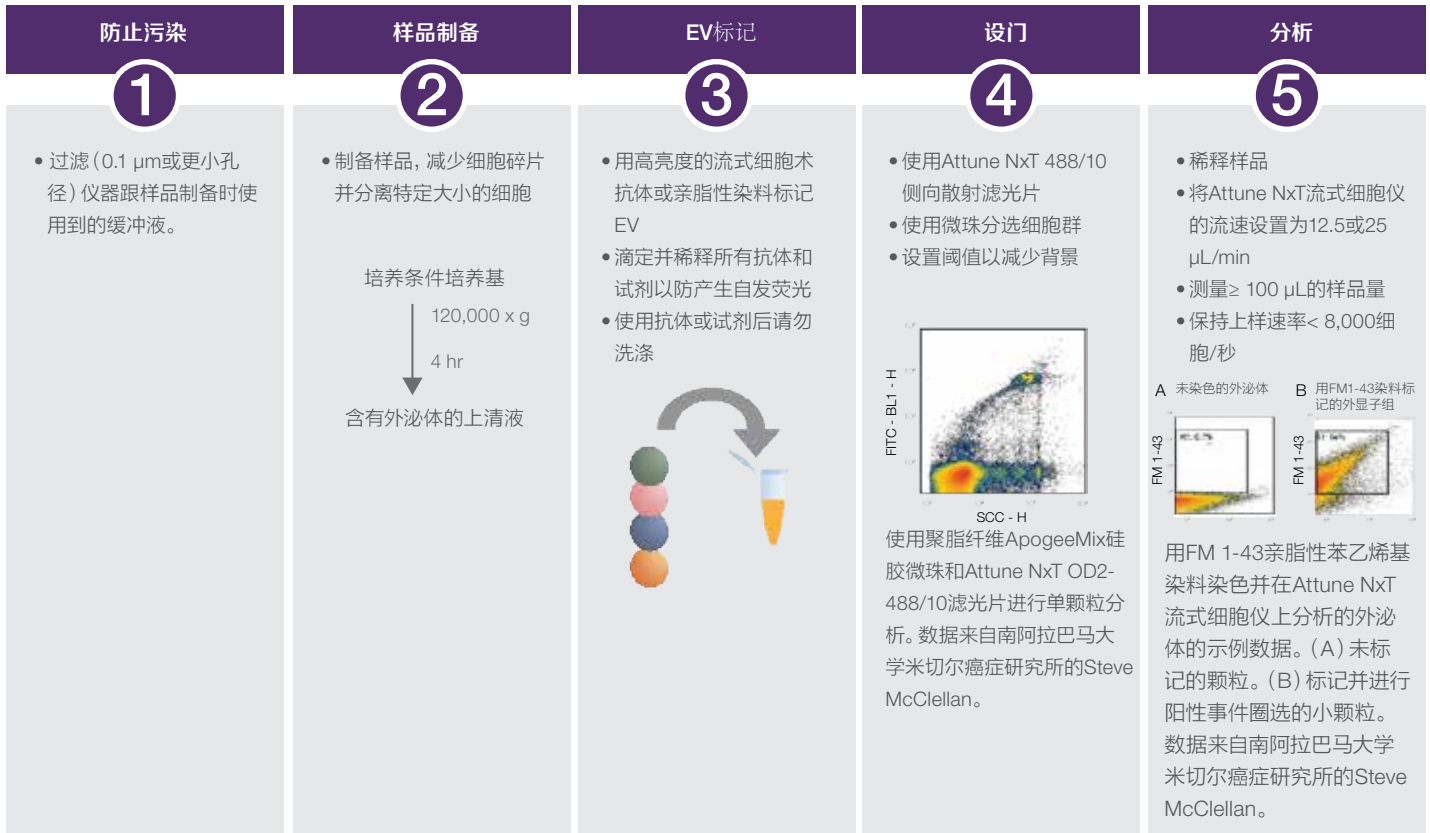 防止污染
1
• 过滤（0.1 µm或更小孔
径）仪器跟样品制备时使
用到的缓冲液。
样品制备
2
• 制备样品，减少细胞碎片
并分离特定大小的细胞
培养条件培养基
120,000 x g
4 hr
含有外泌体的上清液
EV标记
3
• 用高亮度的流式细胞术
抗体或亲脂性染料标记
EV
• 滴定并稀释所有抗体和
试剂以防产生自发荧光
• 使用抗体或试剂后请勿
洗涤
设门
4
• 使用Attune NxT 488/10
侧向散射滤光片
• 使用微珠分选细胞群
• 设置阈值以减少背景
FITC - BL1 - H
SCC - H
使用聚脂纤维ApogeeMix硅
胶微珠和Attune NxT OD2-
488/10滤光片进行单颗粒分
析。数据来自南阿拉巴马大
学米切尔癌症研究所的Steve
McClellan。
分析
5
• 稀释样品
• 将Attune NxT流式细胞仪
的流速设置为12.5或25
µL/min
• 测量≥ 100 µL的样品量
• 保持上样速率< 8,000细
胞/秒
A 未染色的外泌体
FM 1-43
B 用FM1-43染料标
记的外显子组
FM 1-43
用FM 1-43亲脂性苯乙烯基
染料染色并在Attune NxT
流式细胞仪上分析的外泌
体的示例数据。（A）未标
记的颗粒。（B）标记并进行
阳性事件圈选的小颗粒。
数据来自南阿拉巴马大学
米切尔癌症研究所的Steve
McClellan。